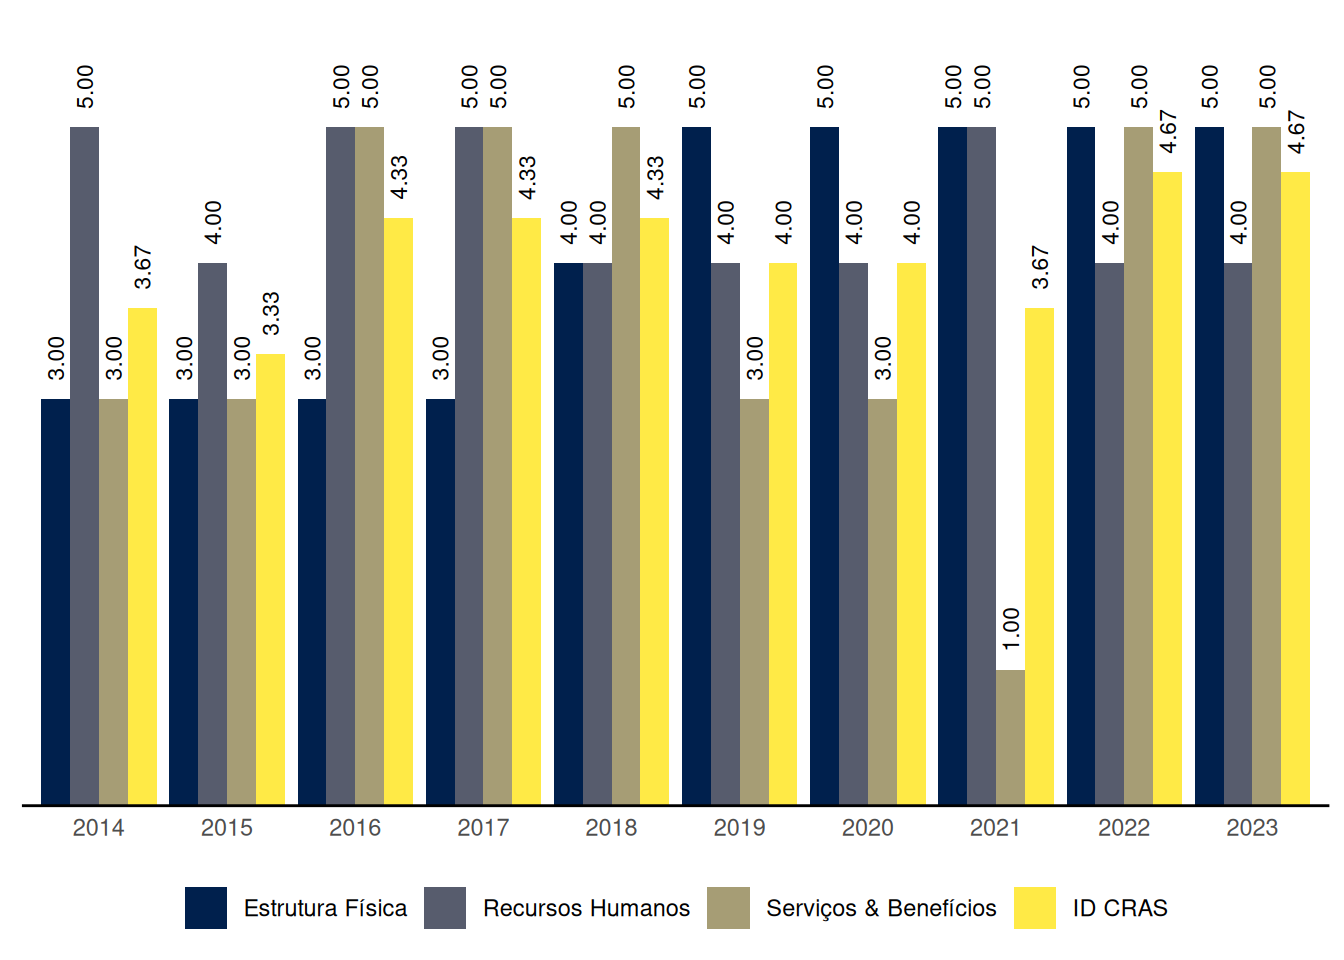 3.00 5.00 3.00 3.67 3.00 4.00 3.00 3.33 3.00 5.00 5.00 4.33 3.00 5.00 5.00 4.33 4.00 4.00 5.00 4.33 5.00 4.00 3.00 4.00 5.00 4.00 3.00 4.00 5.00 5.00 1.00 3.67 5.00 4.00 5.00 4.67 5.00 4.00 5.00 4.67
2014 2015 2016 2017 2018 2019 2020 2021 2022 2023
Estrutura Física Recursos Humanos Serviços & Benefícios ID CRAS